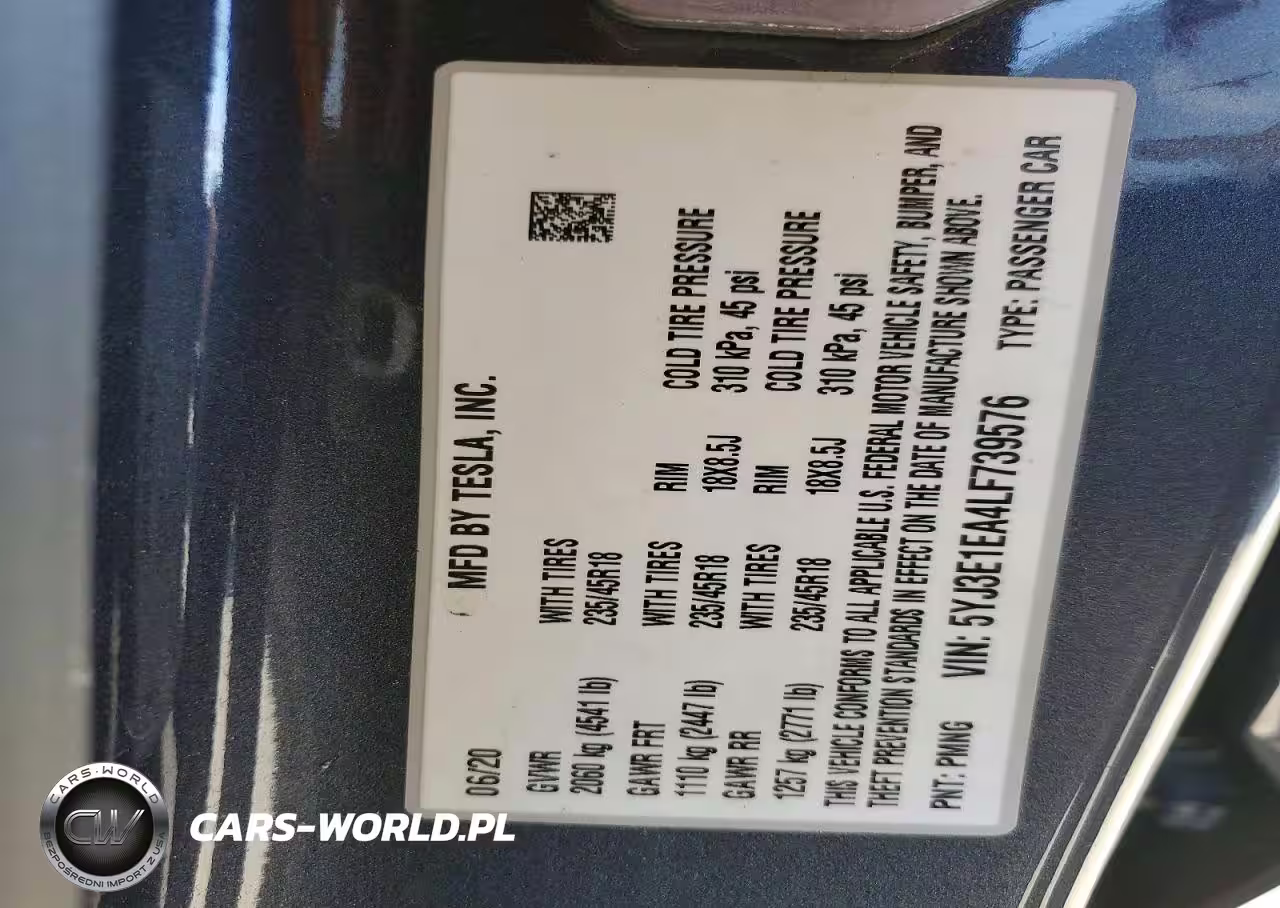 06/20 MFD BY TESLA, INC.
GVWR WITH TIRES
2060 kg (4541 lb) 235/45R18
GAWR FRT WITH TIRES RIM COLD TIRE PRESSURE
1110 kg (2447 lb) 235/45R18 18X8.5J 310 kPa, 45 psi
GAWR RR WITH TIRES RIM COLD TIRE PRESSURE
1257 kg (2771 lb) 235/45R18 18X8.5J 310 kPa, 45 psi
THIS VEHICLE CONFORMS TO ALL APPLICABLE U.S. FEDERAL MOTOR VEHICLE SAFETY, BUMPER, AND
THEFT PREVENTION STANDARDS IN EFFECT ON THE DATE OF MANUFACTURE SHOWN ABOVE.
PNT: PMNG VIN: 5YJ3E1EA4LF739576 TYPE: PASSENGER CAR
CARS-WORLD
CW
BEZPOŚREDNI IMPORT Z USA
CARS-WORLD.PL